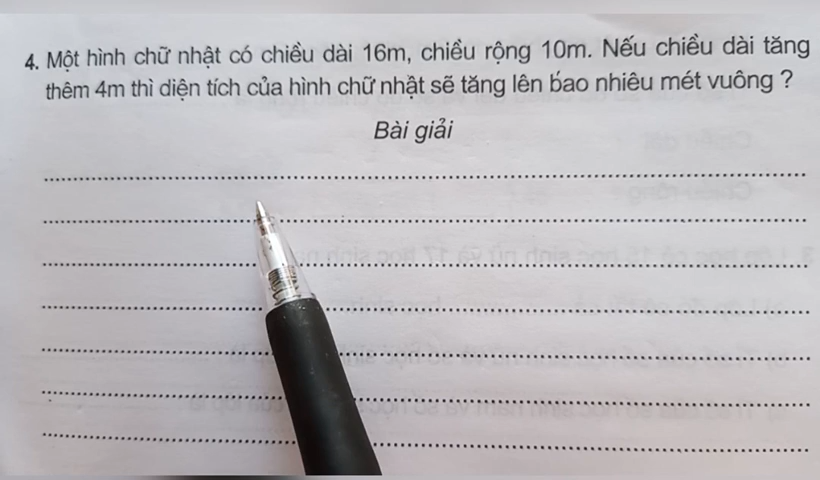 4. Một hình chữ nhật có chiều dài 16m, chiều rộng 10m. Nếu chiều dài tăng
thêm 4m thì diện tích của hình chữ nhật sẽ tăng lên bao nhiêu mét vuông ?
Bài giải